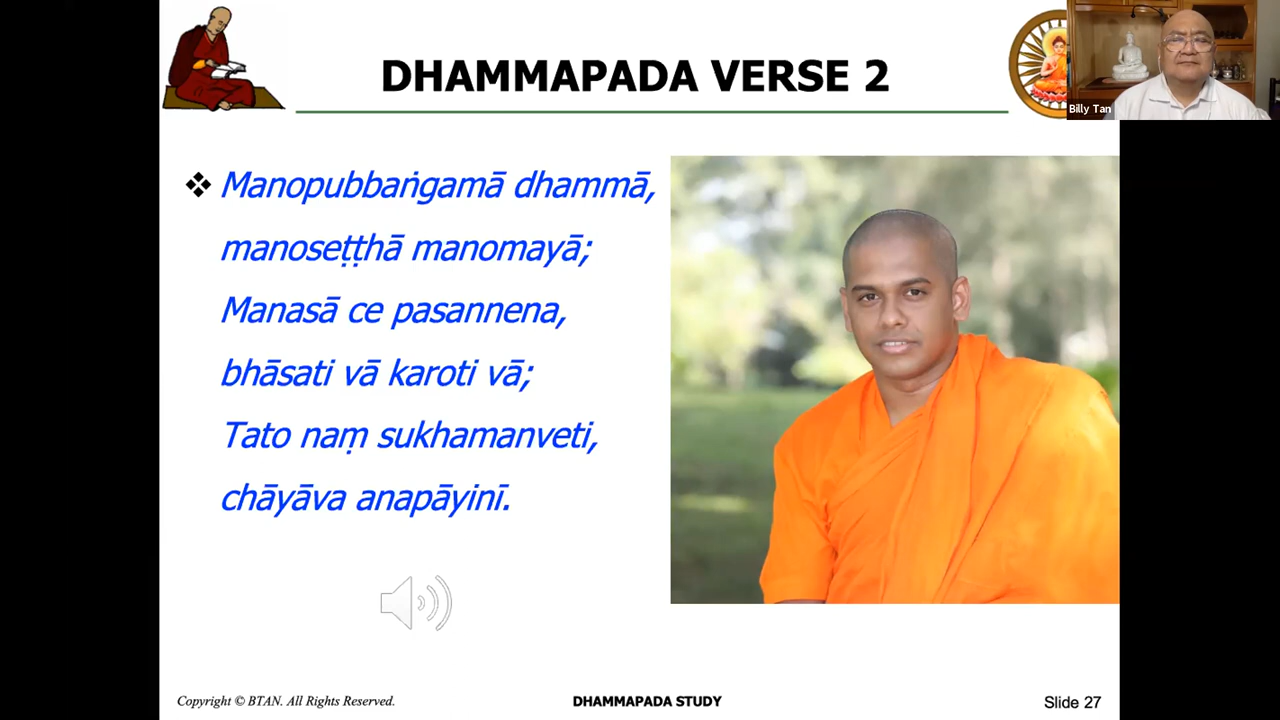 DHAMMAPADA VERSE 2
Billy Tan
❖ Manopubbaṅgamā dhammā,
manoseṭṭhā manomayā;
Manasā ce pasannena,
bhāsati vā karoti vā;
Tato naṃ sukhamanveti,
chāyāva anapāyinī.
Copyright © BTAN. All Rights Reserved.
DHAMMAPADA STUDY
Slide 27